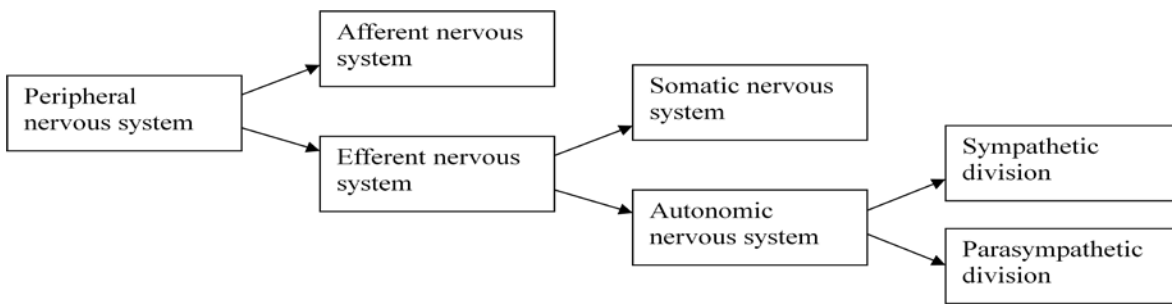 Afferent nervous
system
Peripheral
nervous system
Somatic nervous
system
Efferent nervous
system
Sympathetic
division
Autonomic
nervous system
Parasympathetic
division